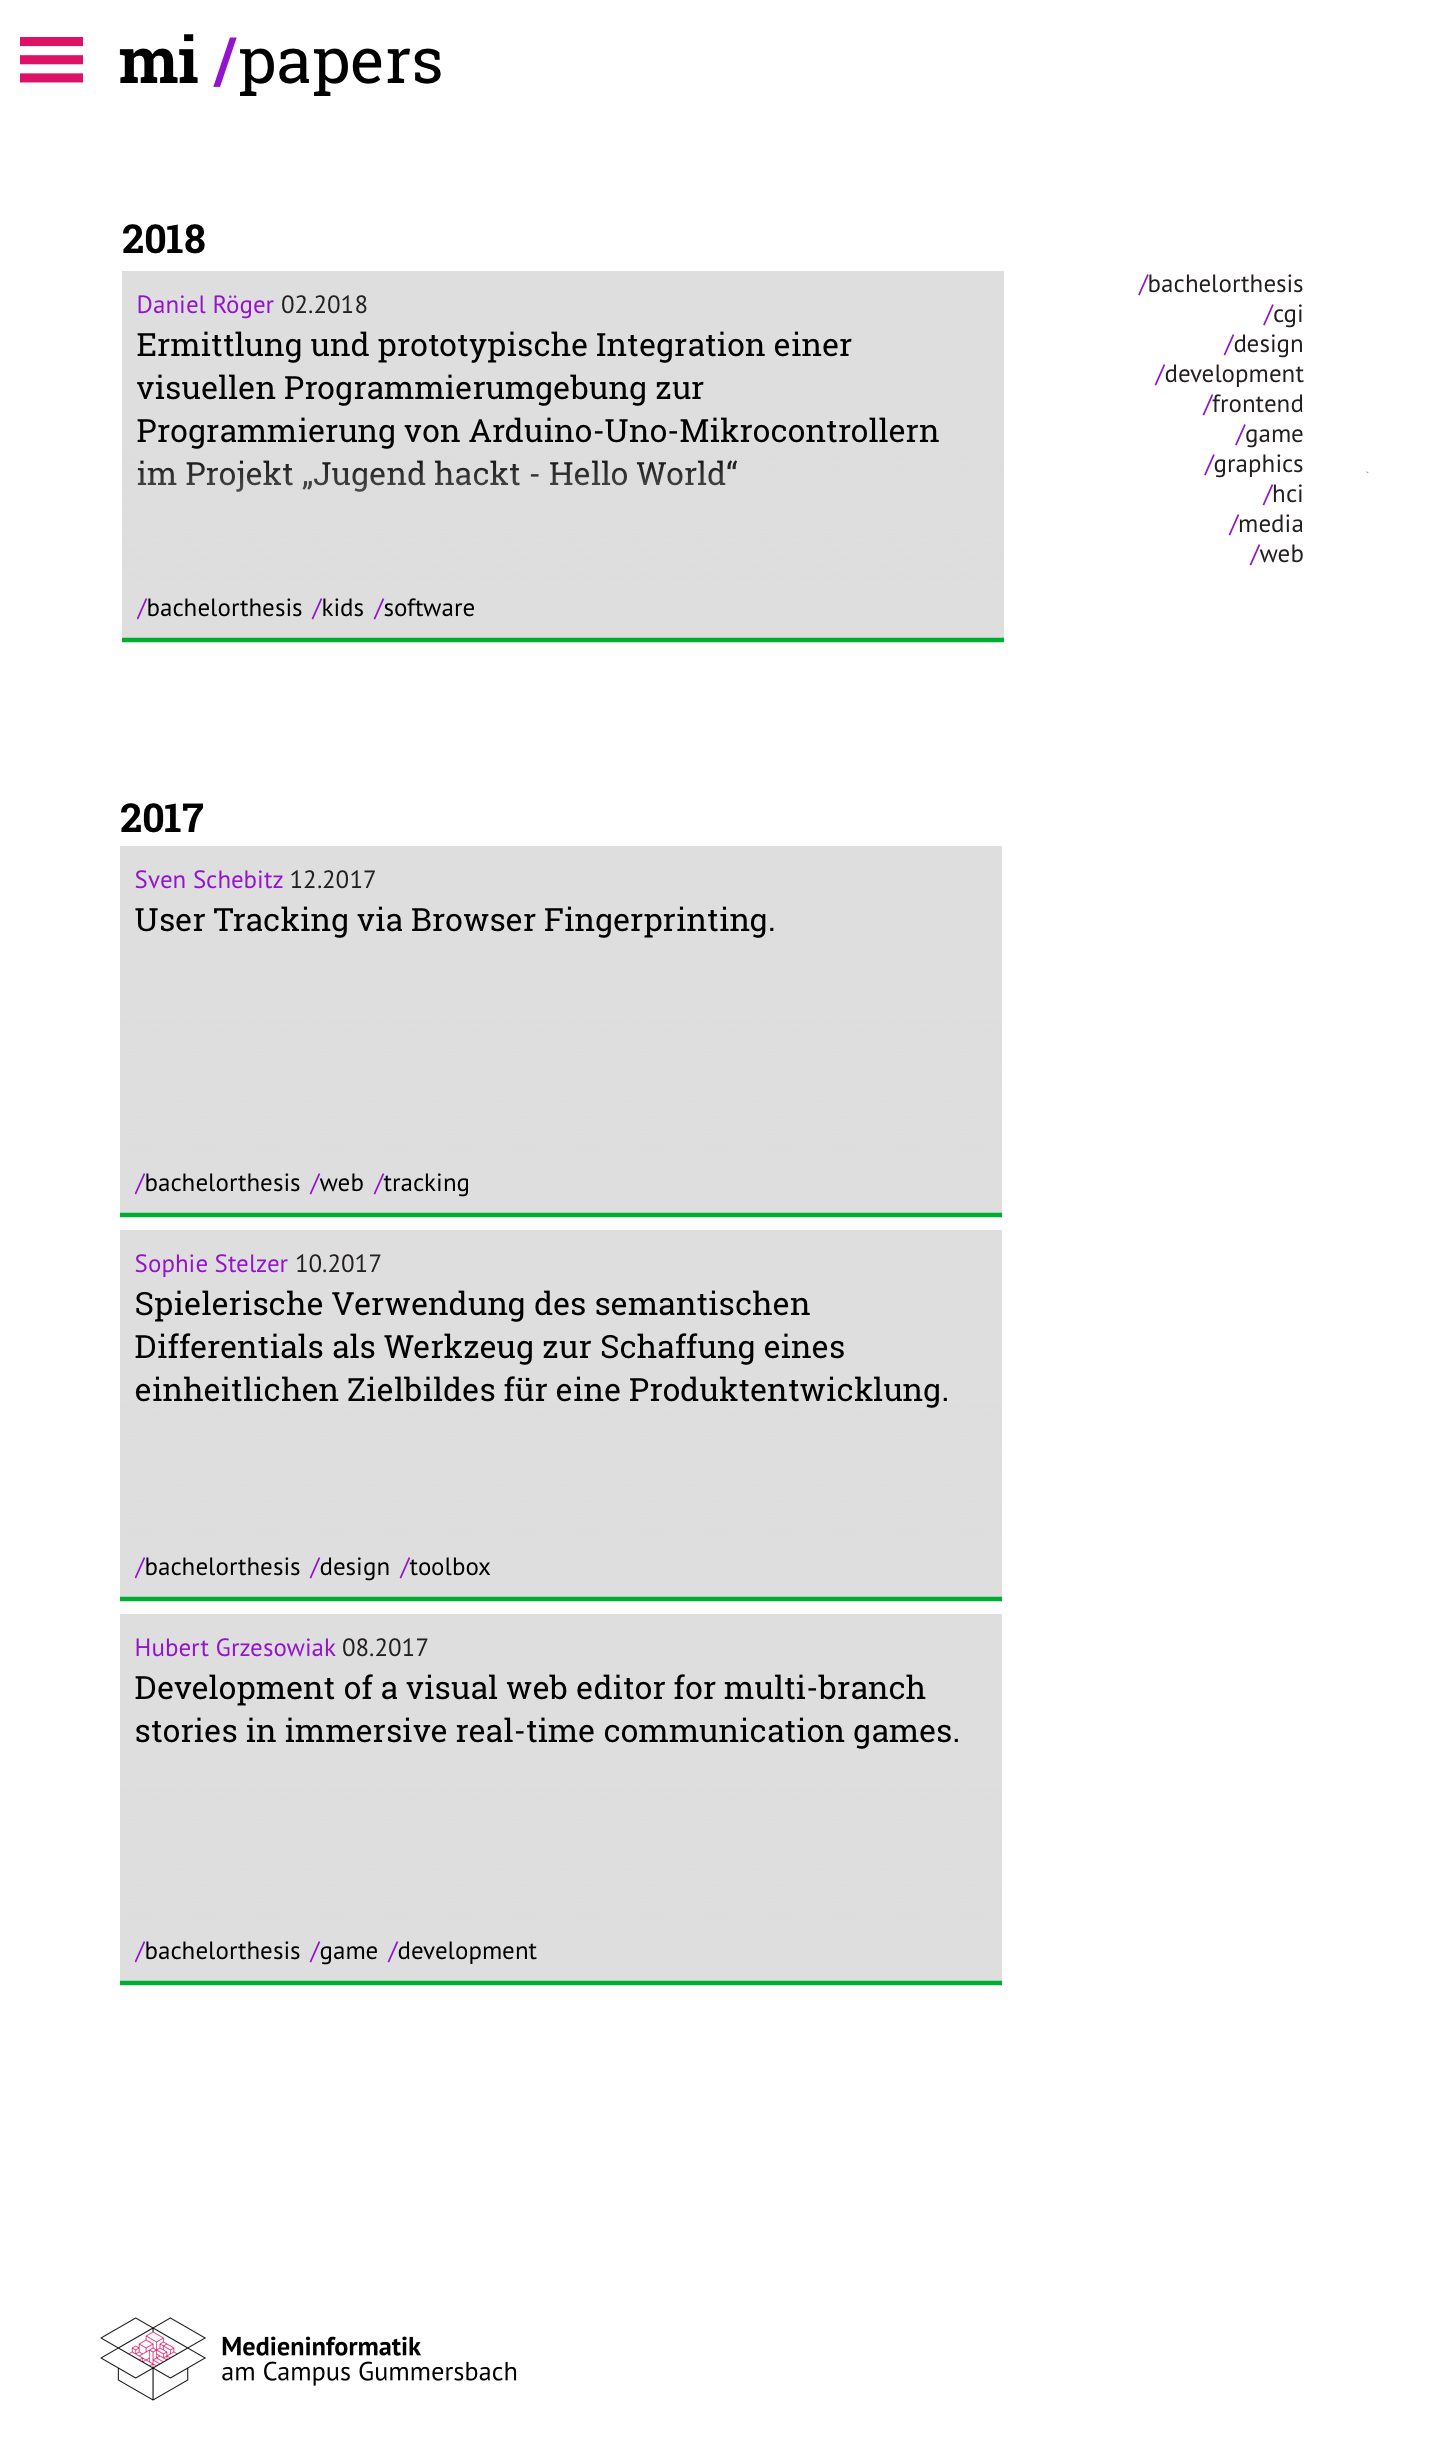 mi /papers
2018
Daniel Röger 02.2018
Ermittlung und prototypische Integration einer
visuellen Programmierumgebung zur
Programmierung von Arduino-Uno-Mikrocontrollern
im Projekt „Jugend hackt - Hello World“
/bachelorthesis /kids /software
/bachelorthesis
/cgi
/design
/development
/frontend
/game
/graphics
/hci
/media
/web
2017
Sven Schebitz 12.2017
User Tracking via Browser Fingerprinting.
/bachelorthesis /web /tracking
Sophie Stelzer 10.2017
Spielerische Verwendung des semantischen
Differentials als Werkzeug zur Schaffung eines
einheitlichen Zielbildes für eine Produktentwicklung.
/bachelorthesis /design /toolbox
Hubert Grzesowiak 08.2017
Development of a visual web editor for multi-branch
stories in immersive real-time communication games.
/bachelorthesis /game /development
Medieninformatik
am Campus Gummersbach